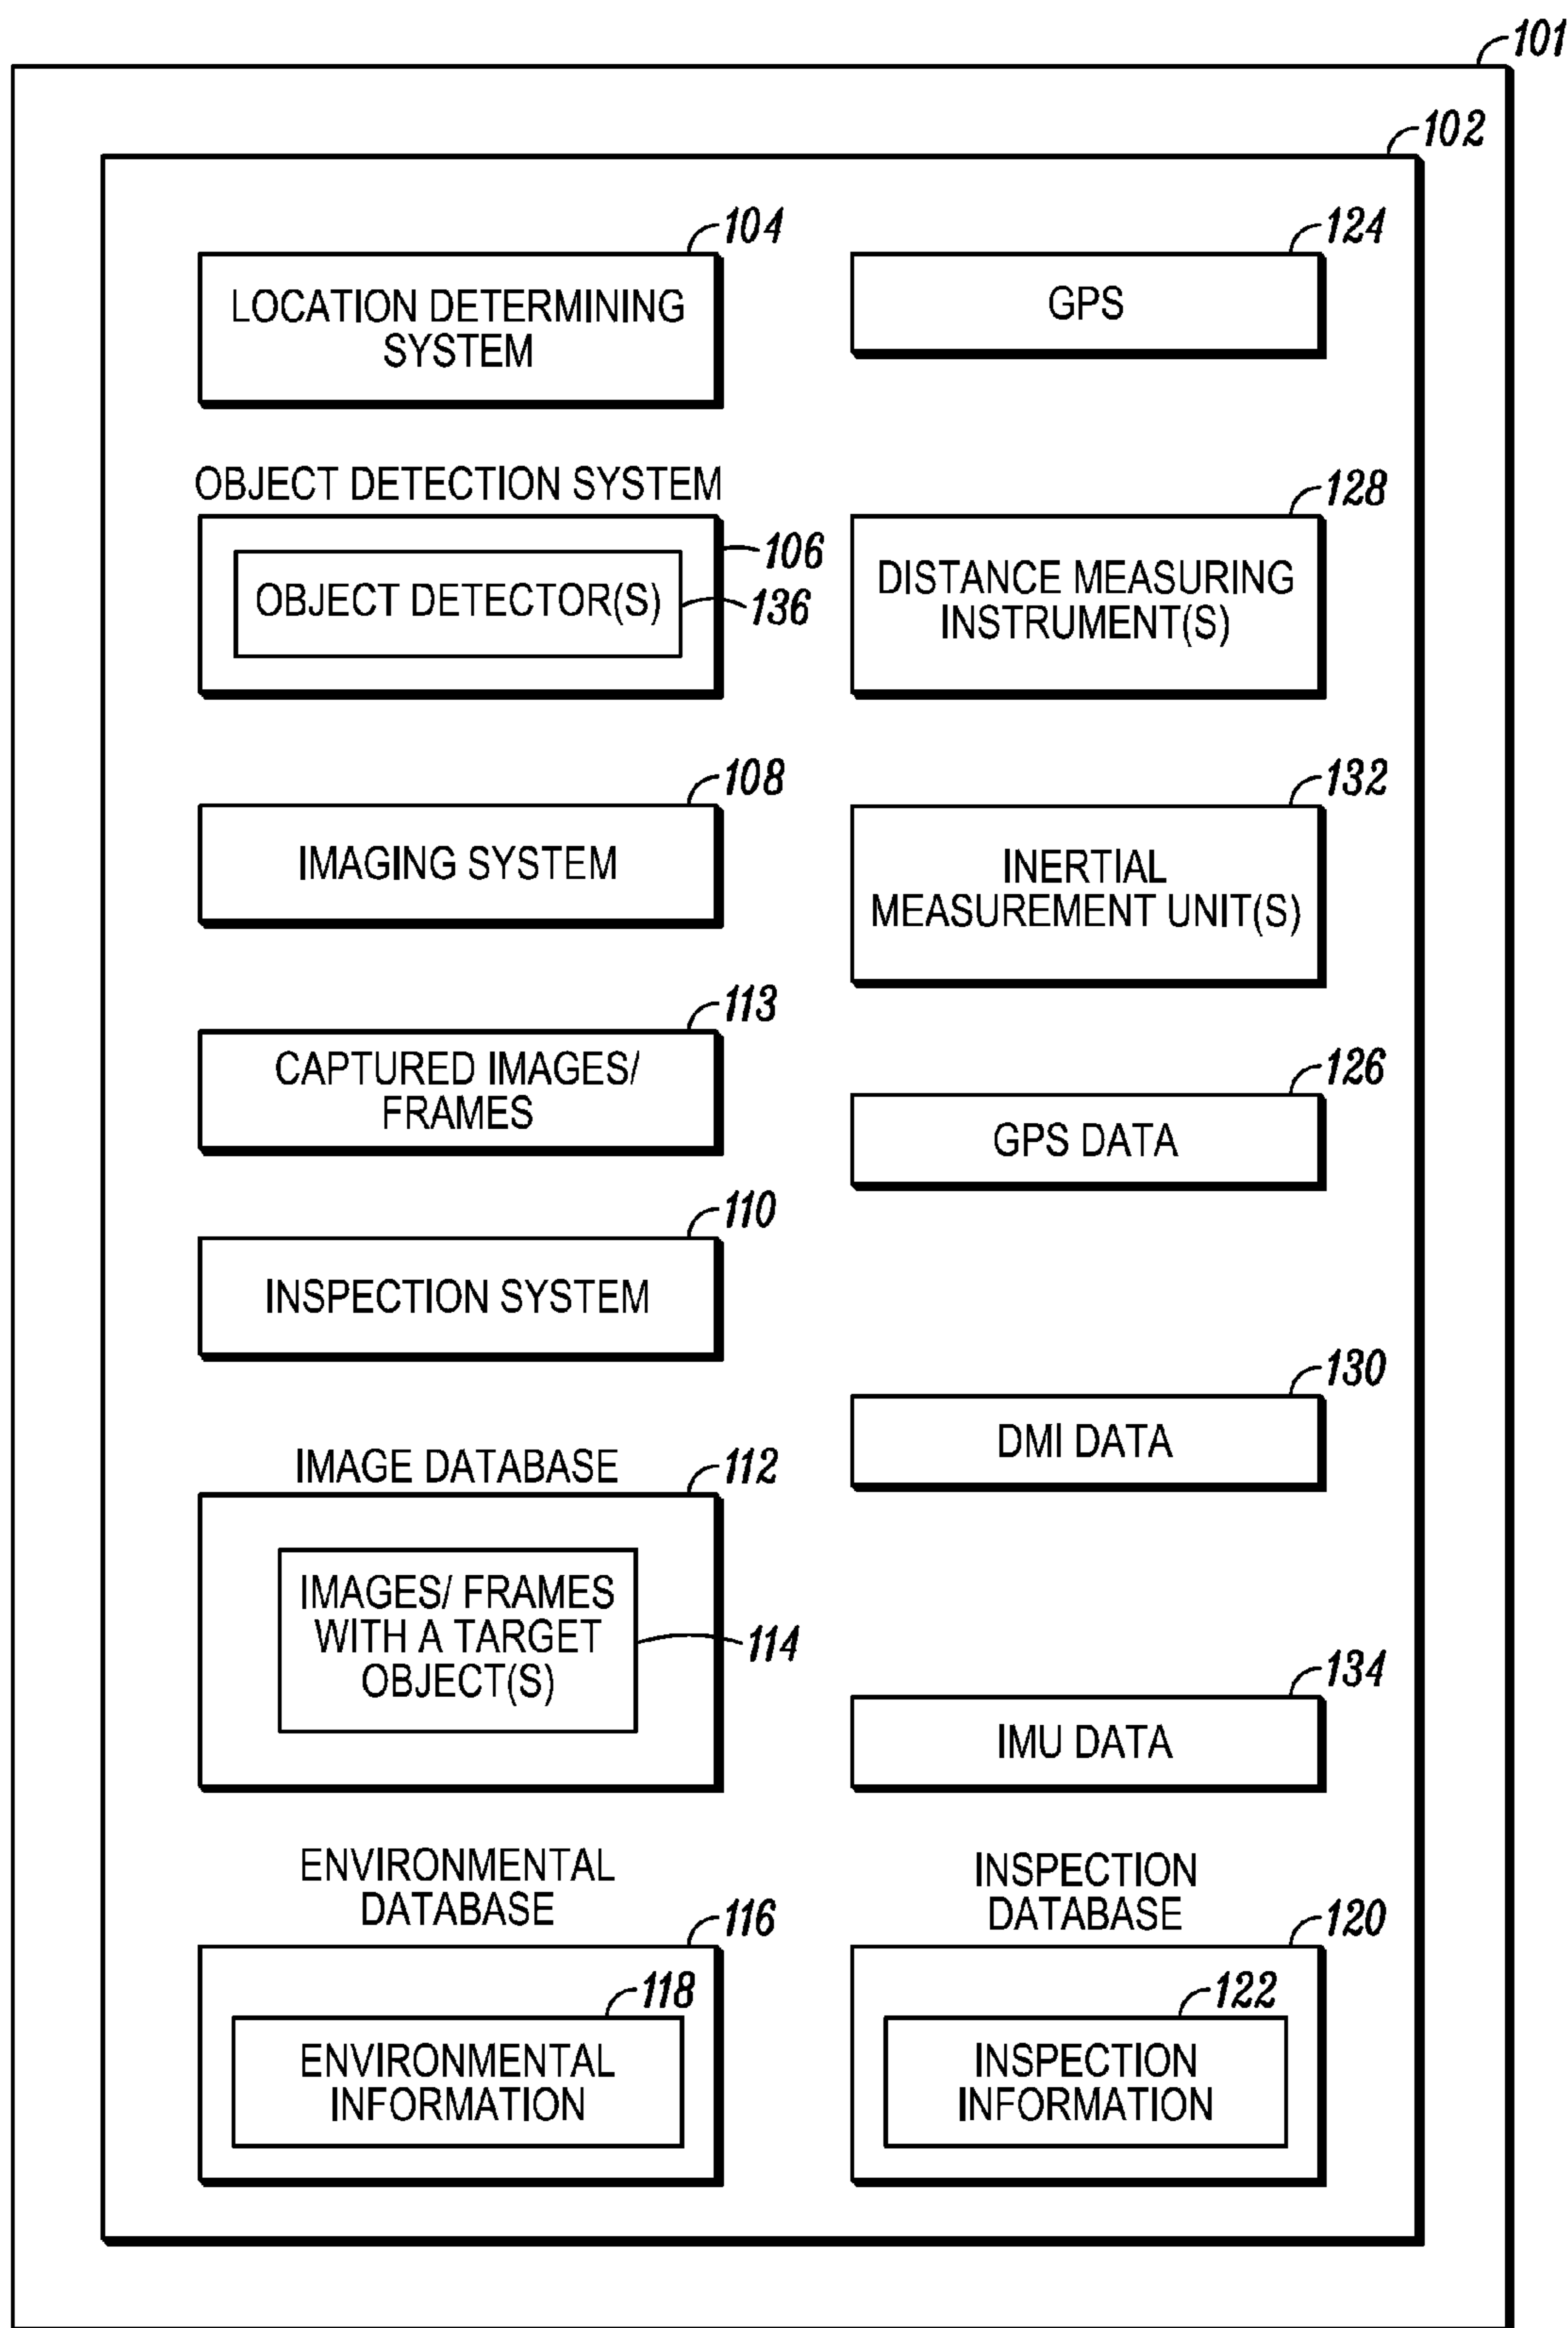 101
102
104
LOCATION DETERMINING
SYSTEM
124
GPS
OBJECT DETECTION SYSTEM
106
OBJECT DETECTOR(S)
136
128
DISTANCE MEASURING
INSTRUMENT(S)
108
IMAGING SYSTEM
132
INERTIAL
MEASUREMENT UNIT(S)
113
CAPTURED IMAGES/
FRAMES
126
GPS DATA
110
INSPECTION SYSTEM
130
DMI DATA
IMAGE DATABASE
112
IMAGES/ FRAMES
WITH A TARGET
OBJECT(S)
114
134
IMU DATA
ENVIRONMENTAL
DATABASE
116
118
ENVIRONMENTAL
INFORMATION
INSPECTION
DATABASE
120
122
INSPECTION
INFORMATION